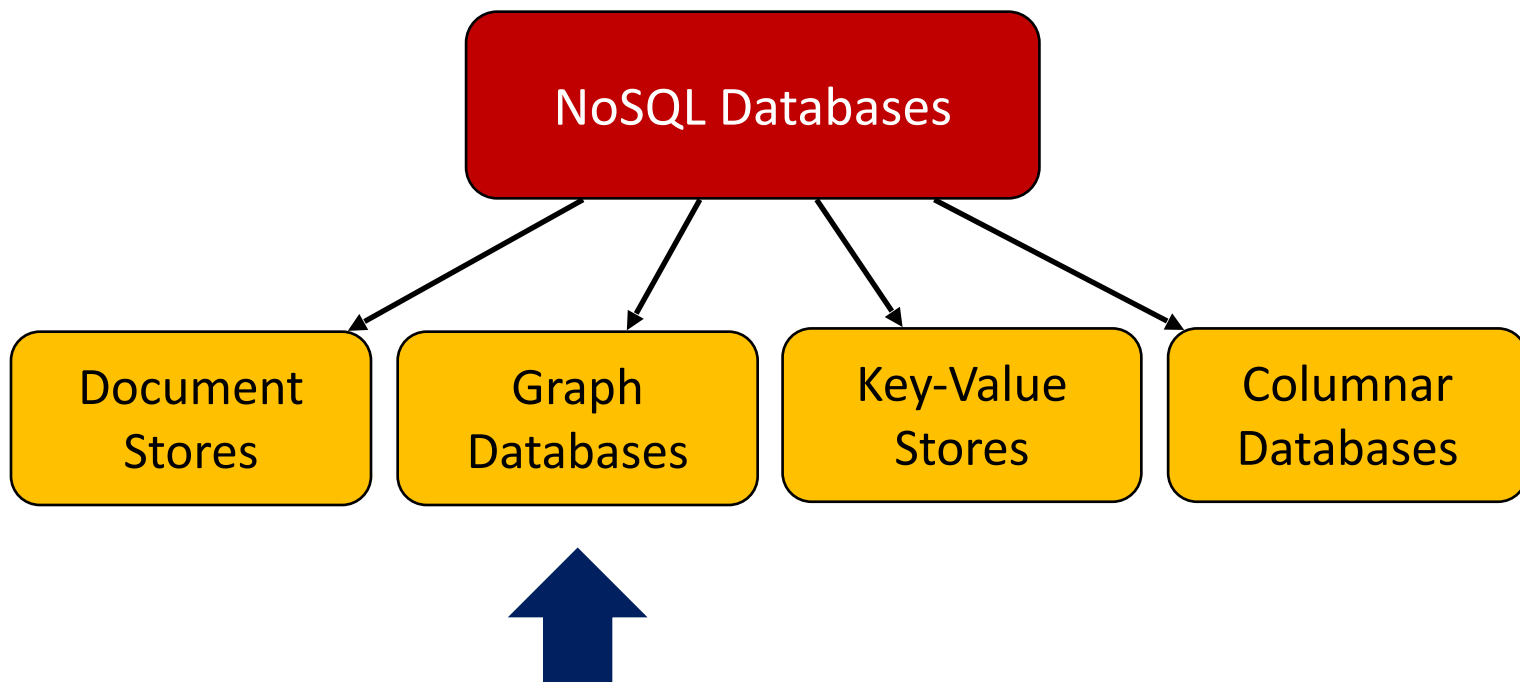 NoSQL Databases
Document
Stores
Graph
Databases
Key-Value
Stores
Columnar
Databases